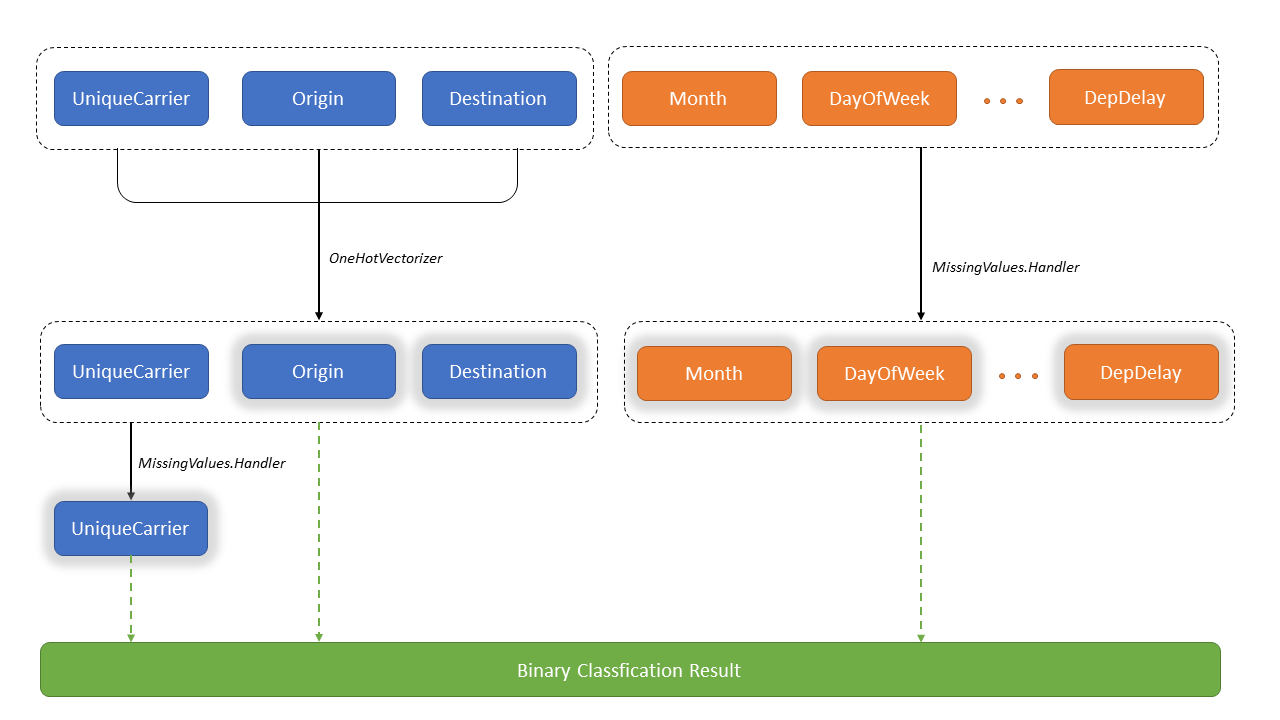 UniqueCarrier
Origin
Destination
Month
DayOfWeek
DepDelay
OneHotVectorizer
MissingValues.Handler
UniqueCarrier
Origin
Destination
Month
DayOfWeek
DepDelay
MissingValues.Handler
UniqueCarrier
Binary Classfication Result